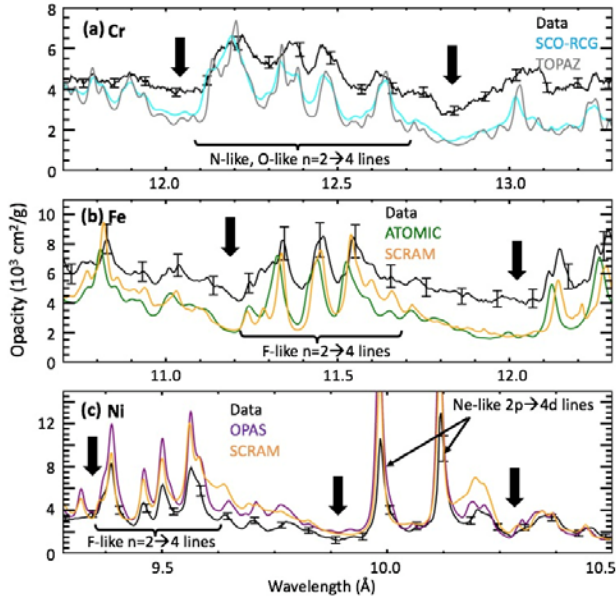 (a) Cr
Data
SCO-RCG
TOPAZ
8
6
4
2
0
N-like, O-like n=2→4 lines
12.0
12.5
13.0
(b) Fe
Data
ATOMIC
SCRAM
10
8
6
4
2
0
F-like n=2→4 lines
11.0
11.5
12.0
Opacity (10³ cm²/g)
(c) Ni
Data
OPAS
SCRAM
Ne-like 2p→4d lines
12
8
4
0
F-like n=2→4 lines
9.5
10.0
10.5
Wavelength (Å)